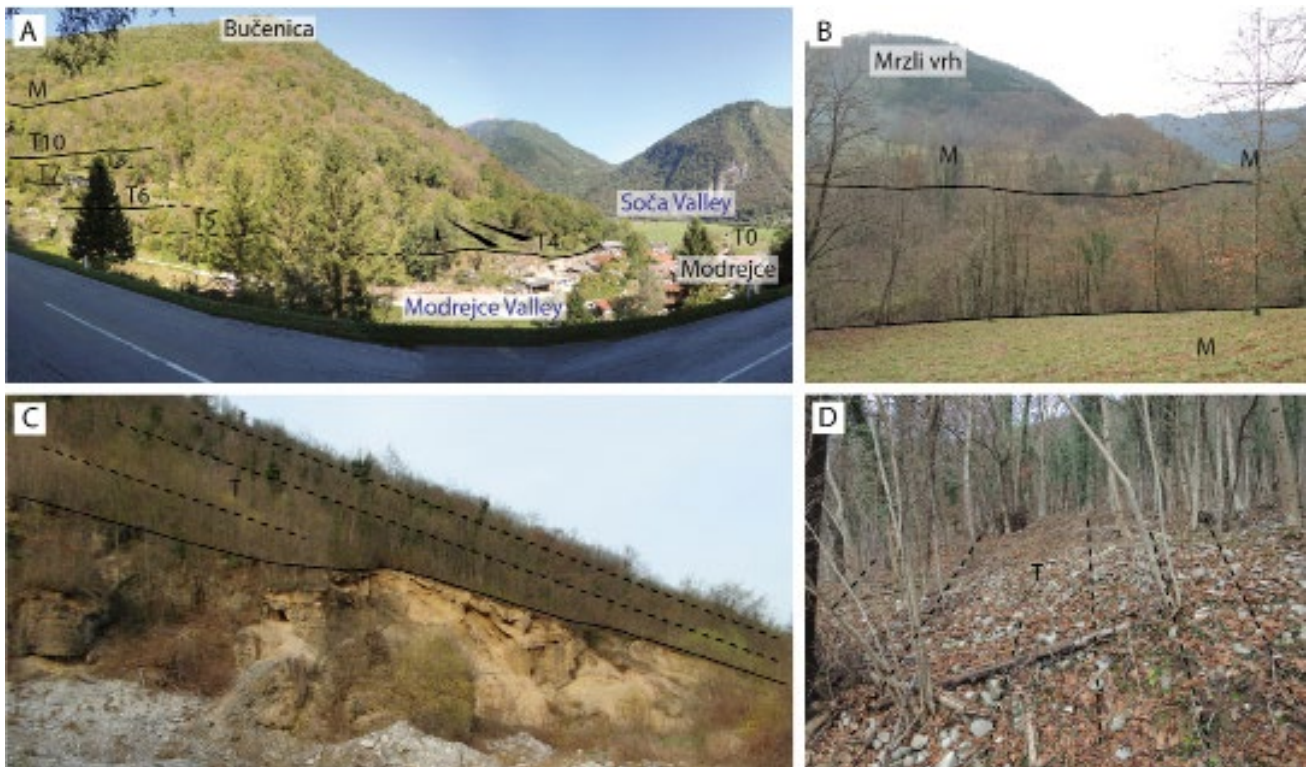 A
Bučenica
M
T10
T7
T6
T5
T4
Soča Valley
T0
Modrejce
Modrejce Valley
B
Mrzli vrh
M
M
M
C
T
D
T